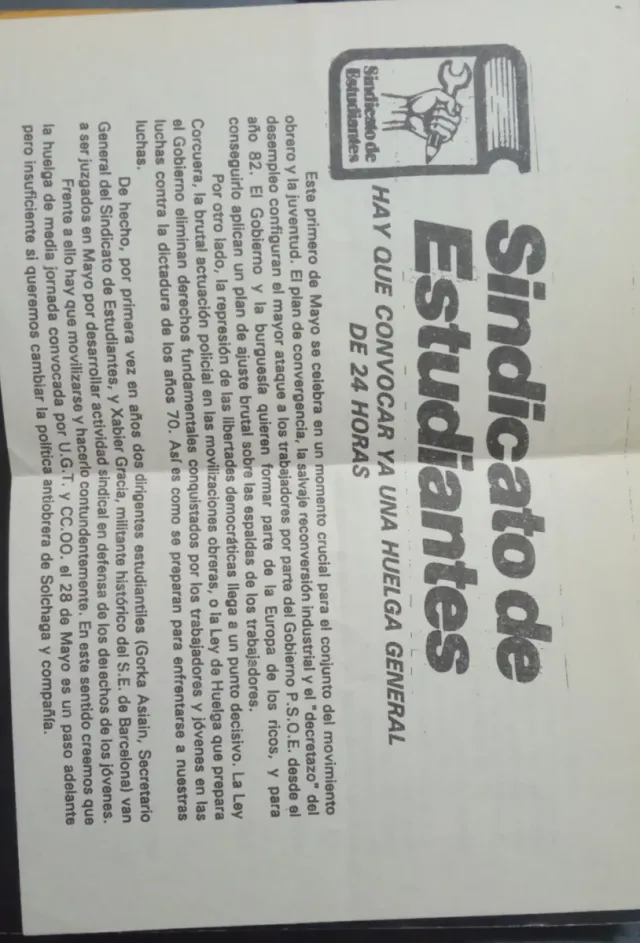 Sindicato de
Estudiantes
Sindicato de
Estudiantes
HAY QUE CONVOCAR YA UNA HUELGA GENERAL
DE 24 HORAS
Este primero de Mayo se celebra en un momento crucial para el conjunto del movimiento
obrero y la juventud. El plan de convergencia, la salvaje reconversión industrial y el "decretazo" del
desempleo configuran el mayor ataque a los trabajadores por parte del Gobierno P.S.O.E. desde el
año 82. El Gobierno y la burguesía quieren formar parte de la Europa de los ricos, y para
conseguirlo aplican un plan de ajuste brutal sobre las espaldas de los trabajadores.
Por otro lado, la represión de las libertades democráticas llega a un punto decisivo. La Ley
Corcuera, la brutal actuación policial en las movilizaciones obreras, o la Ley de Huelga que prepara
el Gobierno eliminan derechos fundamentales conquistados por los trabajadores y jóvenes en las
luchas contra la dictadura de los años 70. Así es como se preparan para enfrentarse a nuestras
luchas.
De hecho, por primera vez en años dos dirigentes estudiantiles (Gorka Asiain, Secretario
General del Sindicato de Estudiantes, y Xabier Gracia, militante histórico del S.E. de Barcelona) van
a ser juzgados en Mayo por desarrollar actividad sindical en defensa de los derechos de los jóvenes.
Frente a ello hay que movilizarse y hacerlo contundentemente. En este sentido creemos que
la huelga de media jornada convocada por U.G.T. y CC.OO. el 28 de Mayo es un paso adelante
pero insuficiente si queremos cambiar la política antiobrera de Solchaga y compañía.